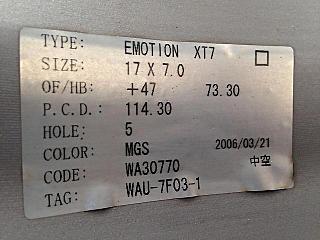 TYPE: EMOTION XT7 □
SIZE: 17 X 7.0
OF/HB: +47 73.30
P.C.D.: 114.30
HOLE: 5
COLOR: MGS 2006/03/21
CODE: WA30770 中空
TAG: WAU-7F03-1